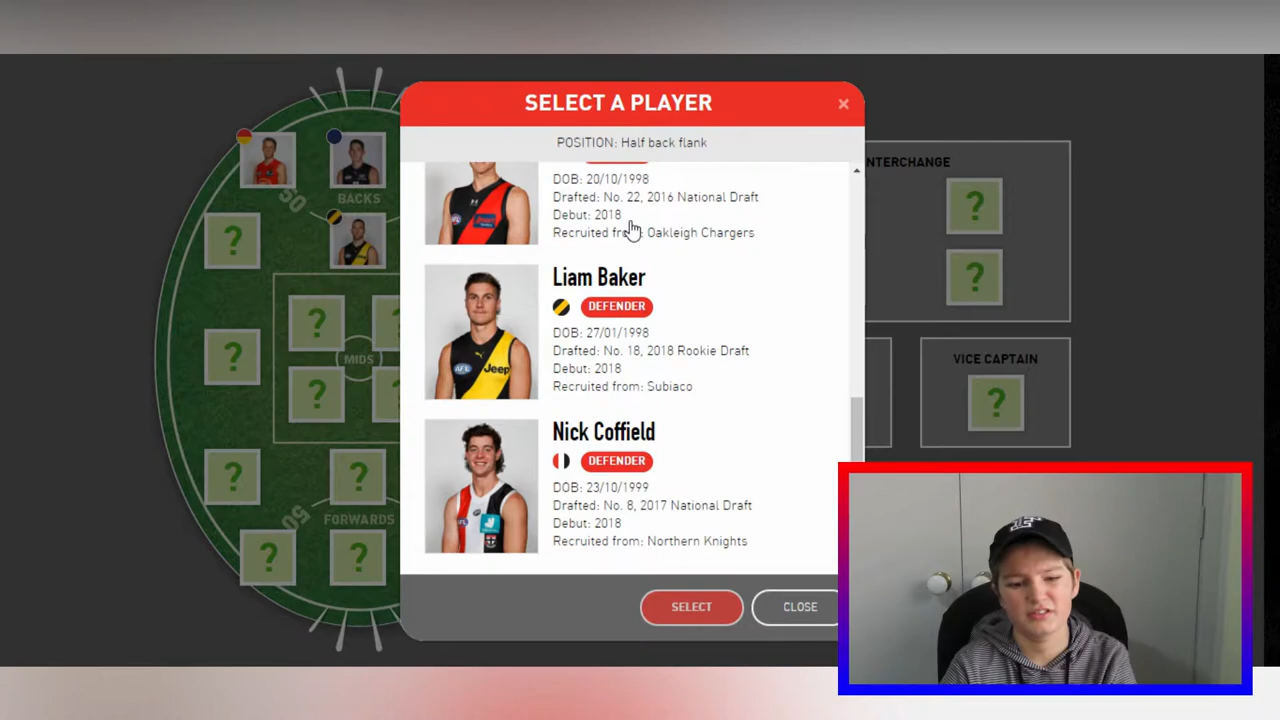 SELECT A PLAYER
×
POSITION: Half back flank
DOB: 20/10/1998
Drafted: No. 22, 2016 National Draft
Debut: 2018
Recruited from: Oakleigh Chargers
Liam Baker
DEFENDER
DOB: 27/01/1998
Drafted: No. 18, 2018 Rookie Draft
Debut: 2018
Recruited from: Subiaco
AFL
Jeep
Nick Coffield
DEFENDER
DOB: 23/10/1999
Drafted: No. 8, 2017 National Draft
Debut: 2018
Recruited from: Northern Knights
SELECT
CLOSE
50
BACKS
?
?
?
?
MIDS
?
?
?
FORWARDS
50
?
?
NTERCHANGE
?
?
VICE CAPTAIN
?